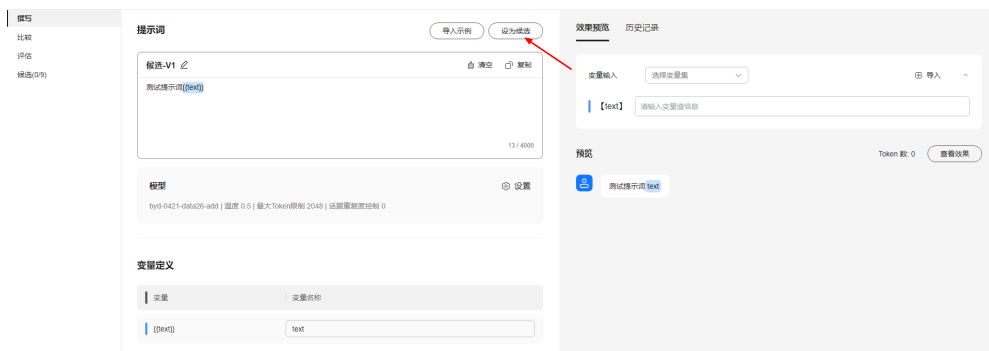 撰写
比较
评估
候选(0/9)
提示词
导入示例
设为候选
候选-V1
清空
复制
测试提示词{{text}}
13 / 4000
模型
设置
byd-0421-data26-add | 温度 0.5 | 最大Token限制 2048 | 话题重复度控制 0
变量定义
变量
变量名称
{{text}}
text
效果预览
历史记录
变量输入
选择变量集
导入
【text】
请输入变量值信息
预览
Token 数: 0
查看效果
测试提示词 text